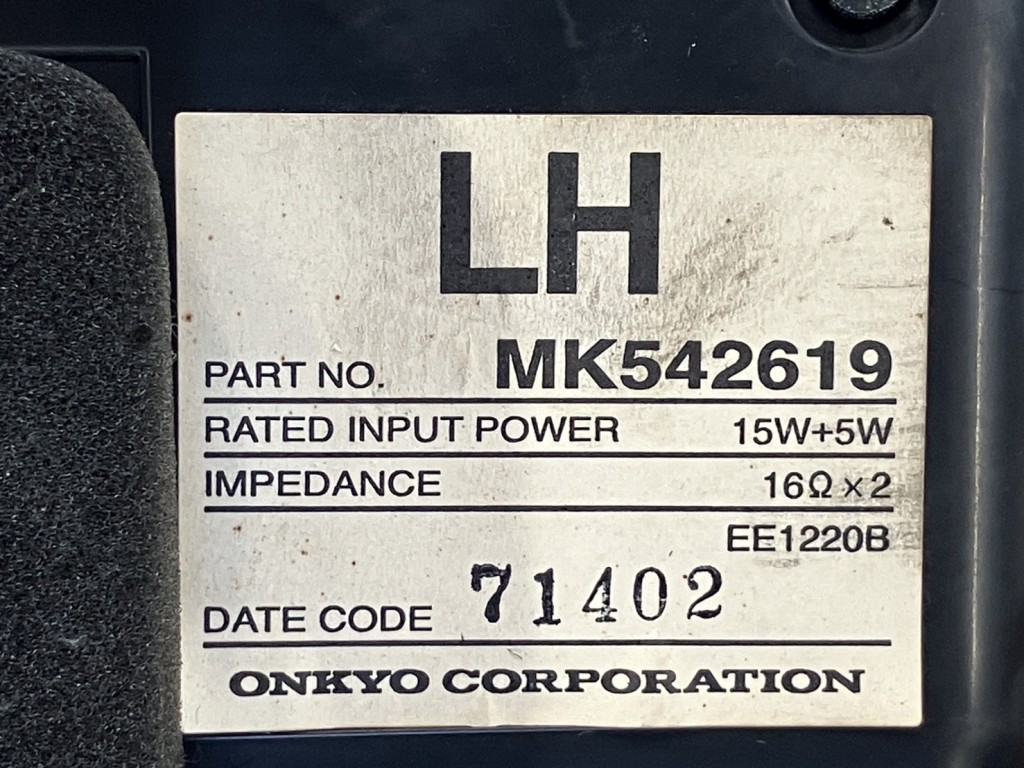 LH
PART NO. MK542619
RATED INPUT POWER 15W+5W
IMPEDANCE 16Ω×2
EE1220B
DATE CODE 71402
ONKYO CORPORATION